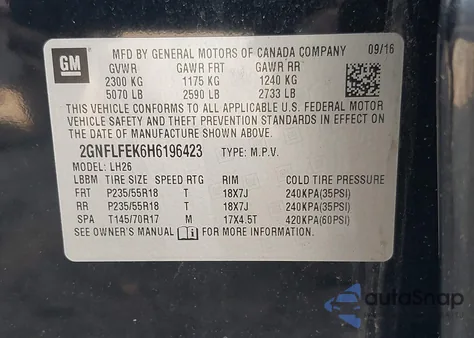 GM
MFD BY GENERAL MOTORS OF CANADA COMPANY 09/16
GVWR GAWR FRT GAWR RR
2300 KG 1175 KG 1240 KG
5070 LB 2590 LB 2733 LB
THIS VEHICLE CONFORMS TO ALL APPLICABLE U.S. FEDERAL MOTOR
VEHICLE SAFETY AND THEFT PREVENTION STANDARDS IN EFFECT ON
THE DATE OF MANUFACTURE SHOWN ABOVE.
2GNFLFEK6H6196423 TYPE: M.P.V.
MODEL: LH26
LBBM TIRE SIZE SPEED RTG RIM COLD TIRE PRESSURE
FRT P235/55R18 T 18X7J 240KPA(35PSI)
RR P235/55R18 T 18X7J 240KPA(35PSI)
SPA T145/70R17 M 17X4.5T 420KPA(60PSI)
SEE OWNER'S MANUAL FOR MORE INFORMATION.
autoSnap